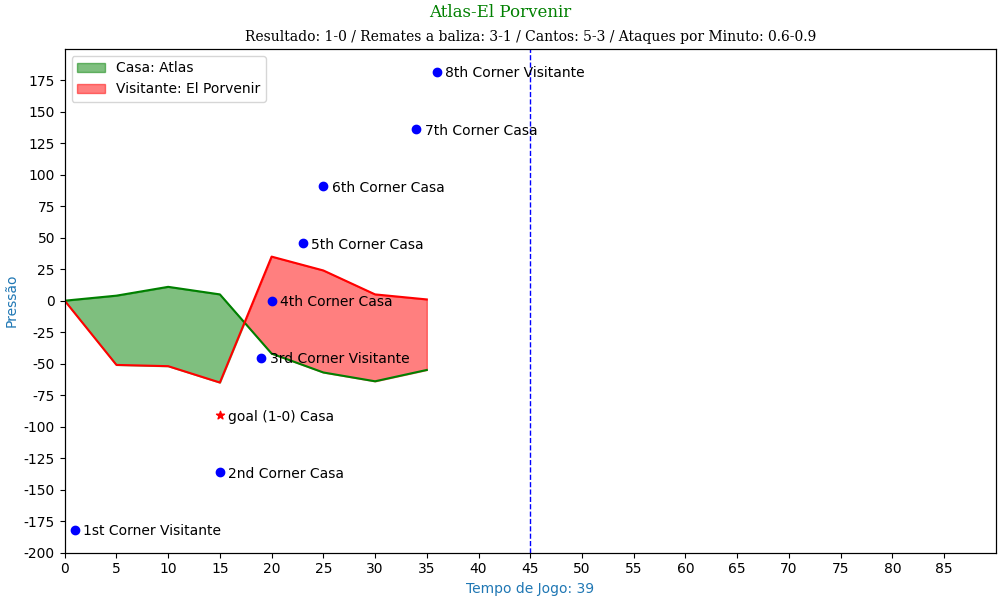 Atlas-El Porvenir
Resultado: 1-0 / Remates a baliza: 3-1 / Cantos: 5-3 / Ataques por Minuto: 0.6-0.9
Casa: Atlas
Visitante: El Porvenir
8th Corner Visitante
7th Corner Casa
6th Corner Casa
5th Corner Casa
4th Corner Casa
3rd Corner Visitante
goal (1-0) Casa
2nd Corner Casa
1st Corner Visitante
Pressão
175
150
125
100
75
50
25
0
-25
-50
-75
-100
-125
-150
-175
-200
0 5 10 15 20 25 30 35 40 45 50 55 60 65 70 75 80 85
Tempo de Jogo: 39